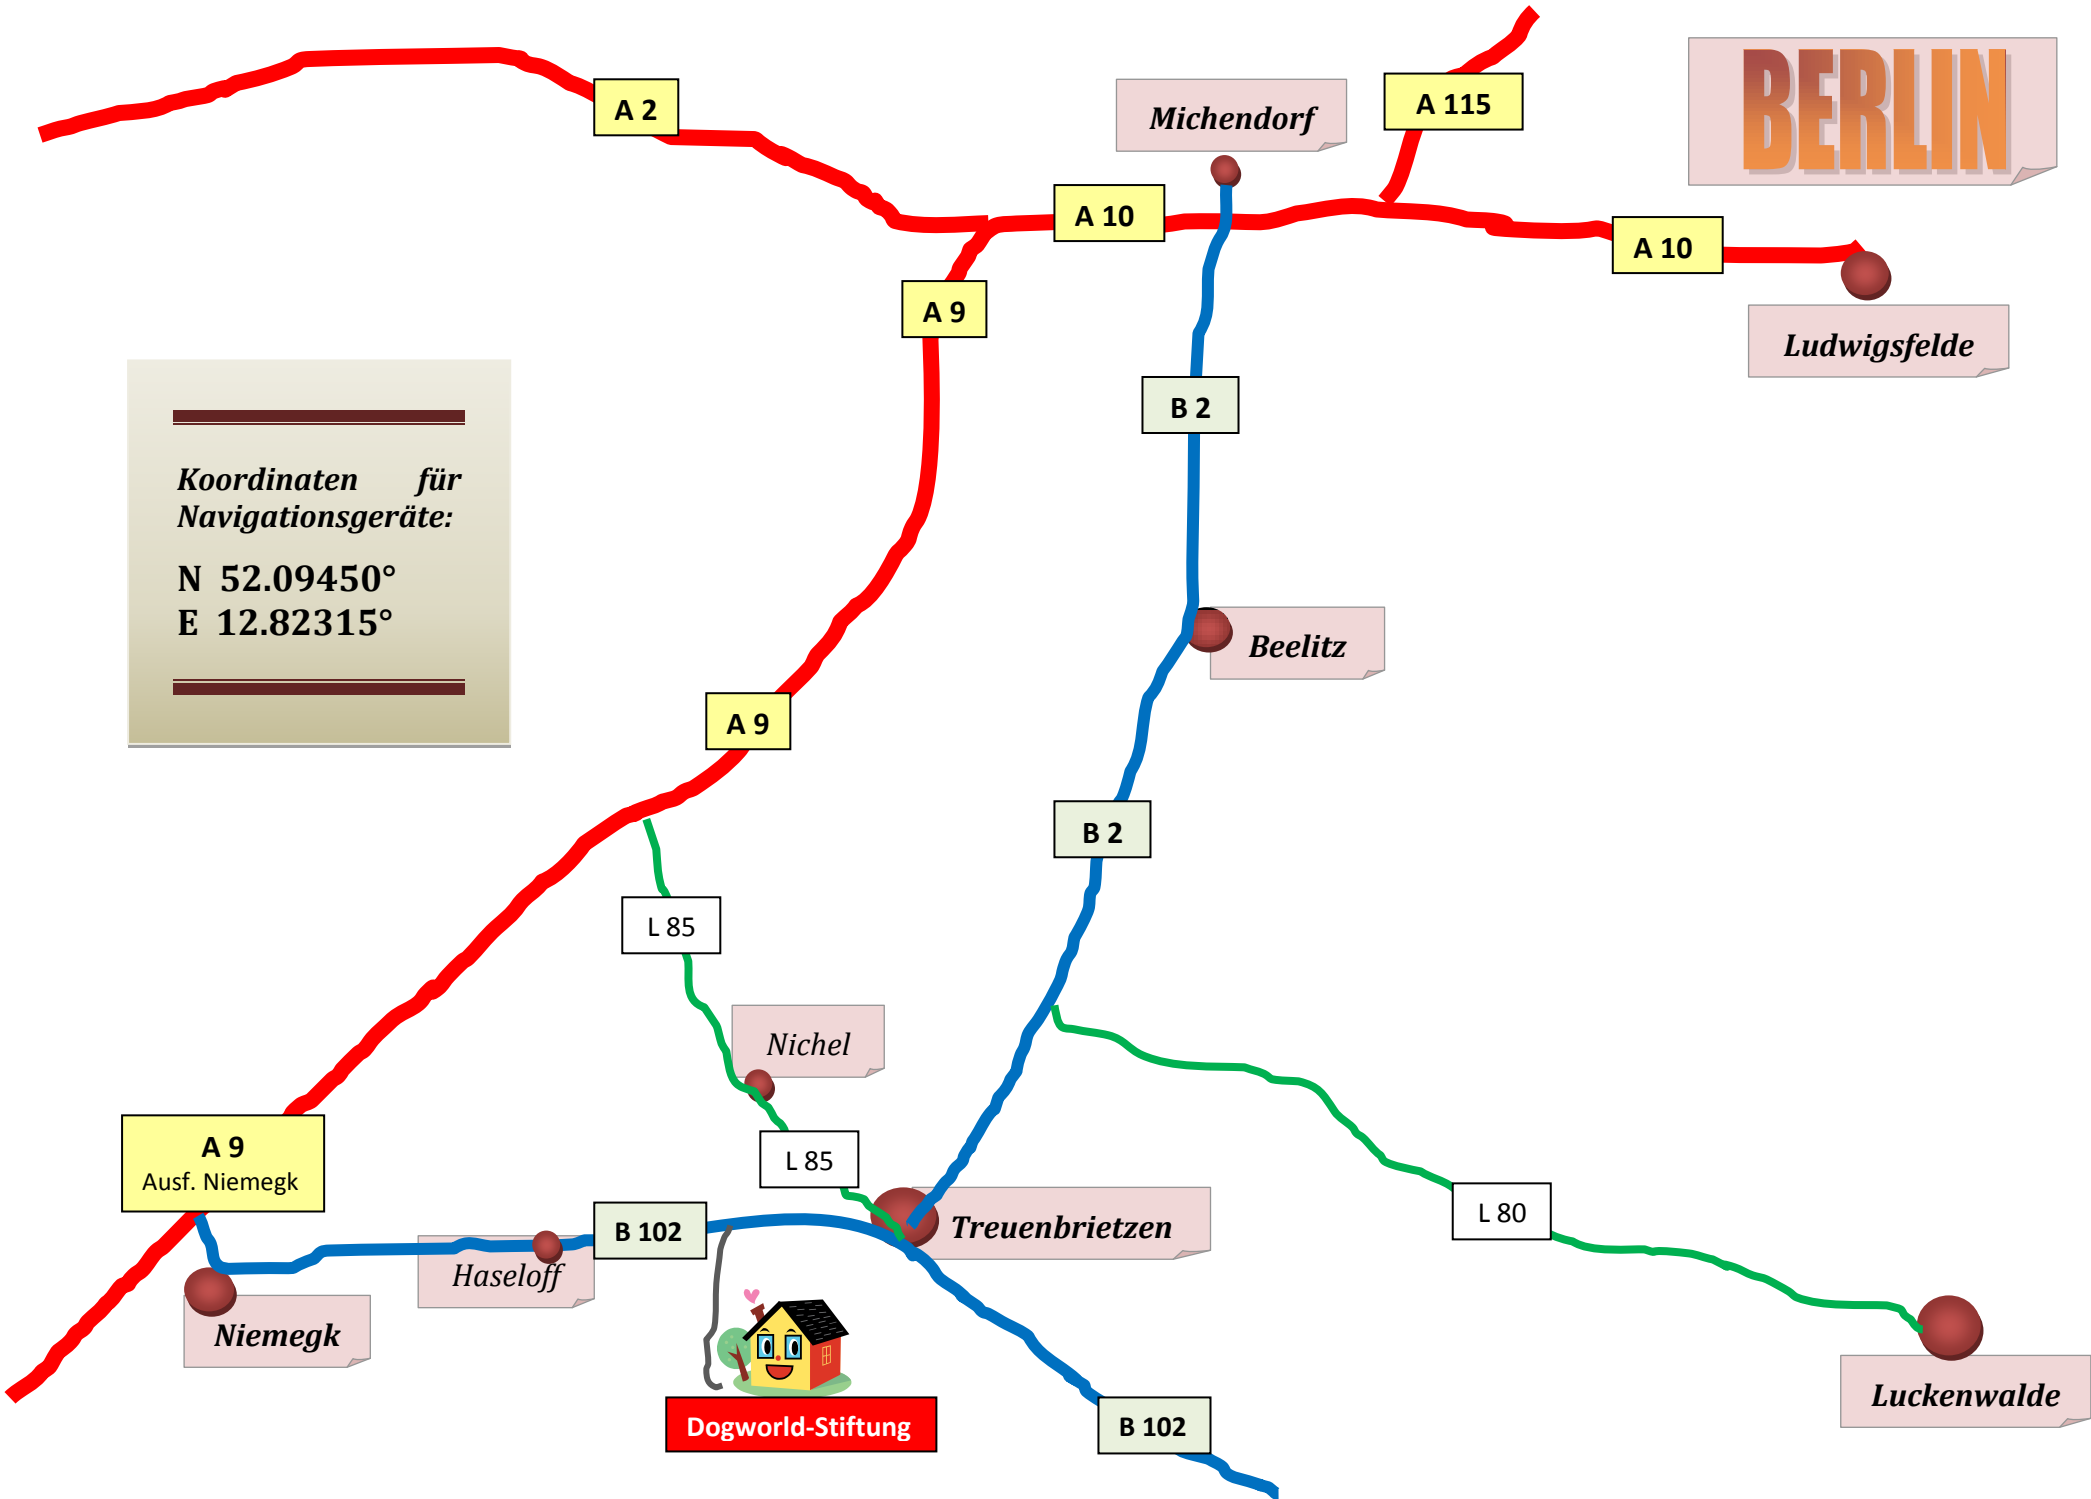 BERLIN
A 2
Michendorf
A 115
A 10
A 10
A 9
Ludwigsfelde
B 2
Koordinaten für
Navigationsgeräte:
N 52.09450°
E 12.82315°
Beelitz
A 9
B 2
L 85
Nichel
A 9
Ausf. Niemegk
L 85
L 80
B 102
Treuenbrietzen
Haseloff
Niemegk
Luckenwalde
Dogworld-Stiftung
B 102